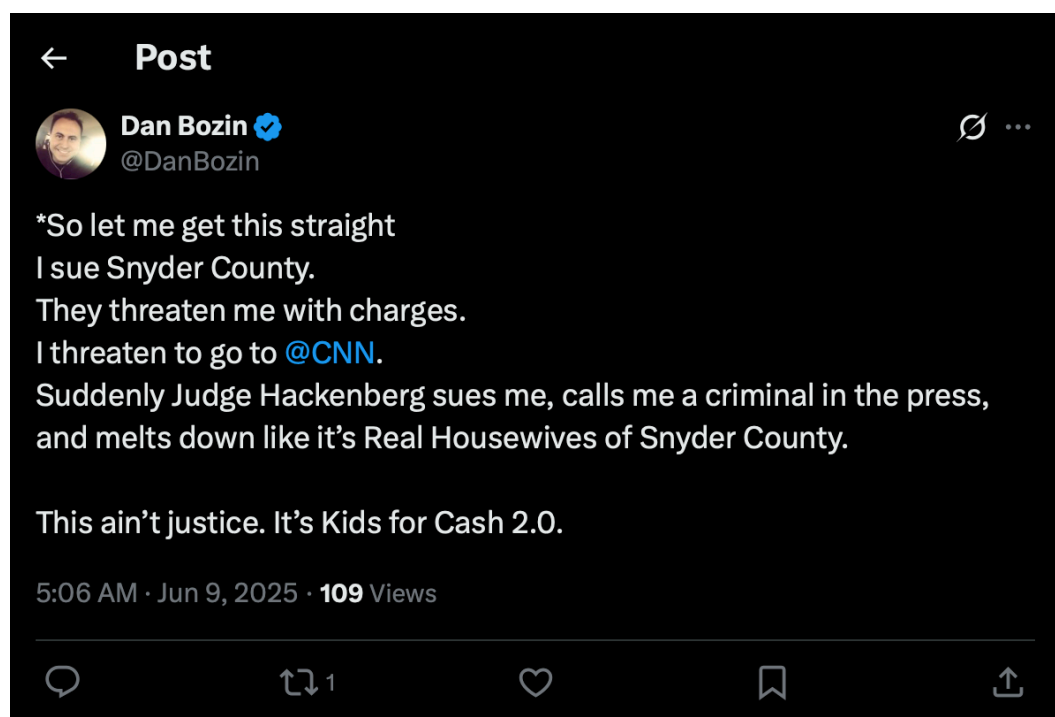 Post
Dan Bozin
@DanBozin
*So let me get this straight
I sue Snyder County.
They threaten me with charges.
I threaten to go to @CNN.
Suddenly Judge Hackenberg sues me, calls me a criminal in the press,
and melts down like it’s Real Housewives of Snyder County.
This ain’t justice. It’s Kids for Cash 2.0.
5:06 AM · Jun 9, 2025 · 109 Views
1